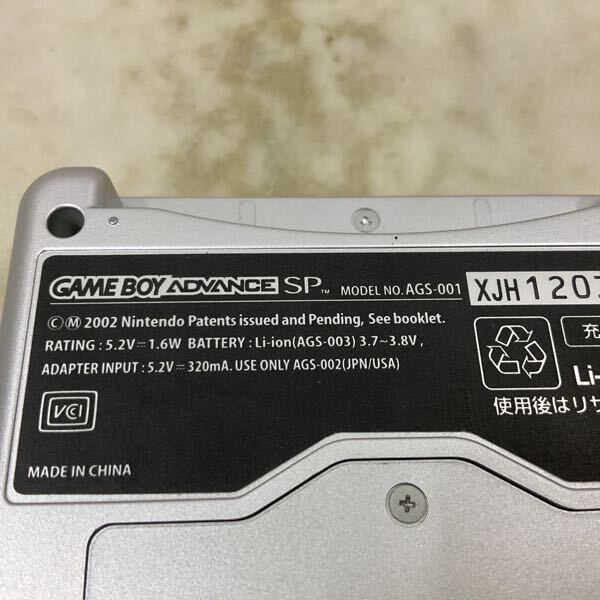 GAME BOY ADVANCE SP™ MODEL NO. AGS-001
XJH1207
©Ⓜ 2002 Nintendo Patents issued and Pending, See booklet.
RATING : 5.2V⎓1.6W BATTERY : Li-ion(AGS-003) 3.7~3.8V ,
ADAPTER INPUT : 5.2V⎓320mA. USE ONLY AGS-002(JPN/USA)
充
Li-
使用後はリサ
VCI
MADE IN CHINA